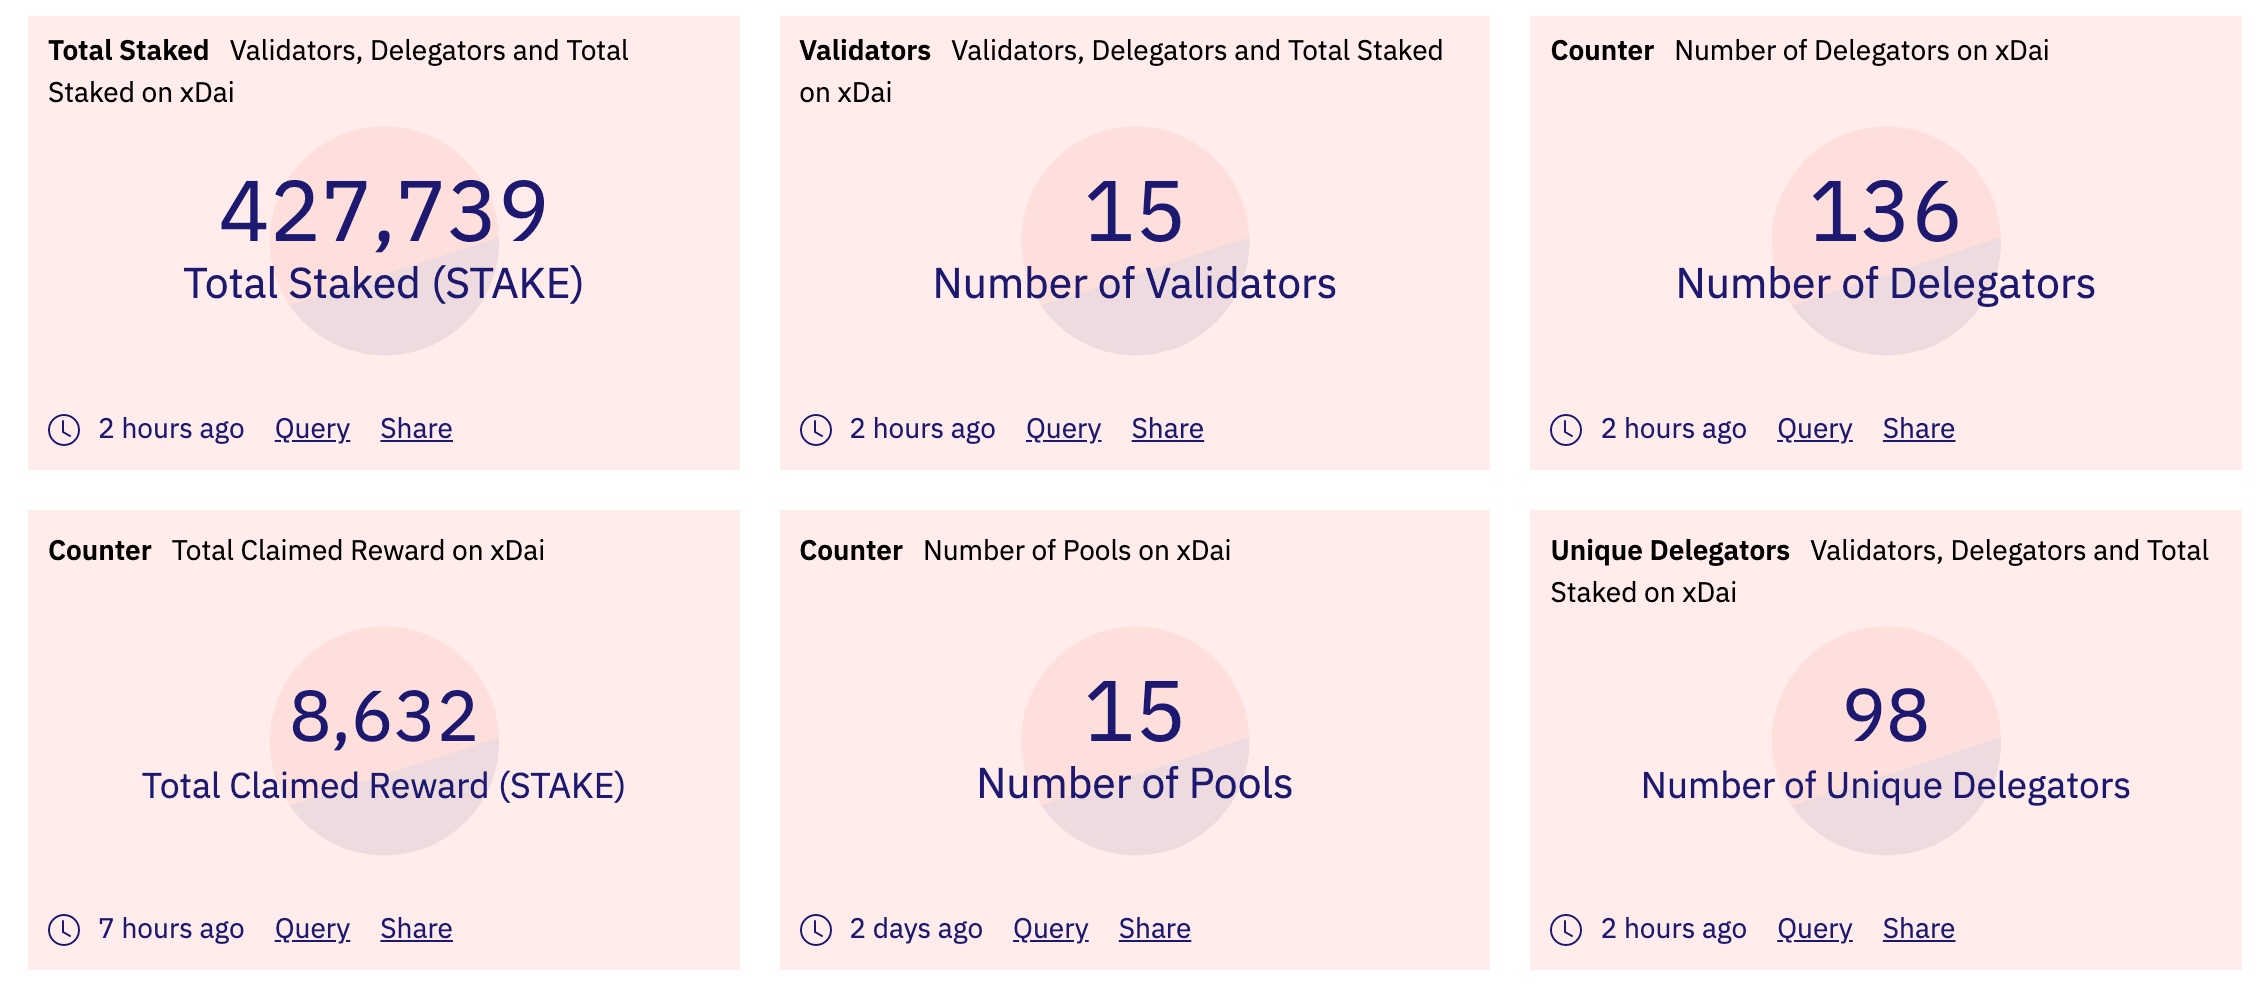 Total Staked Validators, Delegators and Total
Staked on xDai
427,739
Total Staked (STAKE)
2 hours ago Query Share
Validators Validators, Delegators and Total Staked
on xDai
15
Number of Validators
2 hours ago Query Share
Counter Number of Delegators on xDai
136
Number of Delegators
2 hours ago Query Share
Counter Total Claimed Reward on xDai
8,632
Total Claimed Reward (STAKE)
7 hours ago Query Share
Counter Number of Pools on xDai
15
Number of Pools
2 days ago Query Share
Unique Delegators Validators, Delegators and Total
Staked on xDai
98
Number of Unique Delegators
2 hours ago Query Share